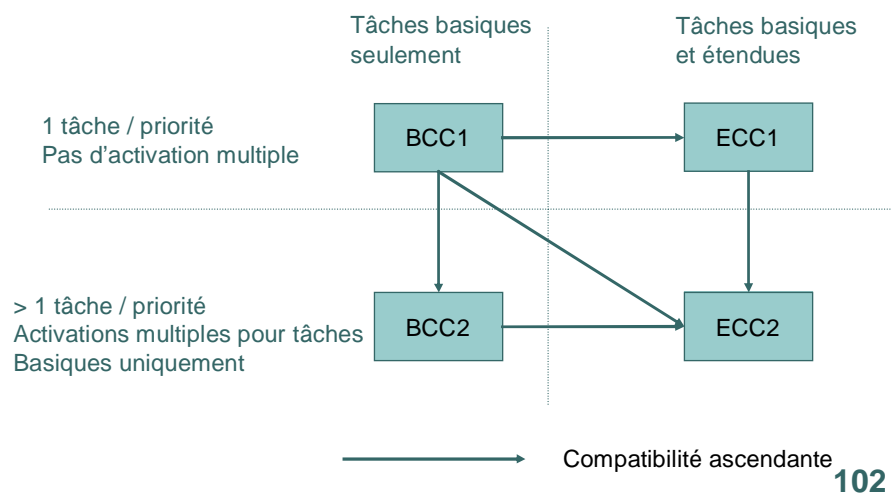 Tâches basiques
seulement
Tâches basiques
et étendues
1 tâche / priorité
Pas d'activation multiple
BCC1
ECC1
> 1 tâche / priorité
Activations multiples pour tâches
Basiques uniquement
BCC2
ECC2
Compatibilité ascendante
102